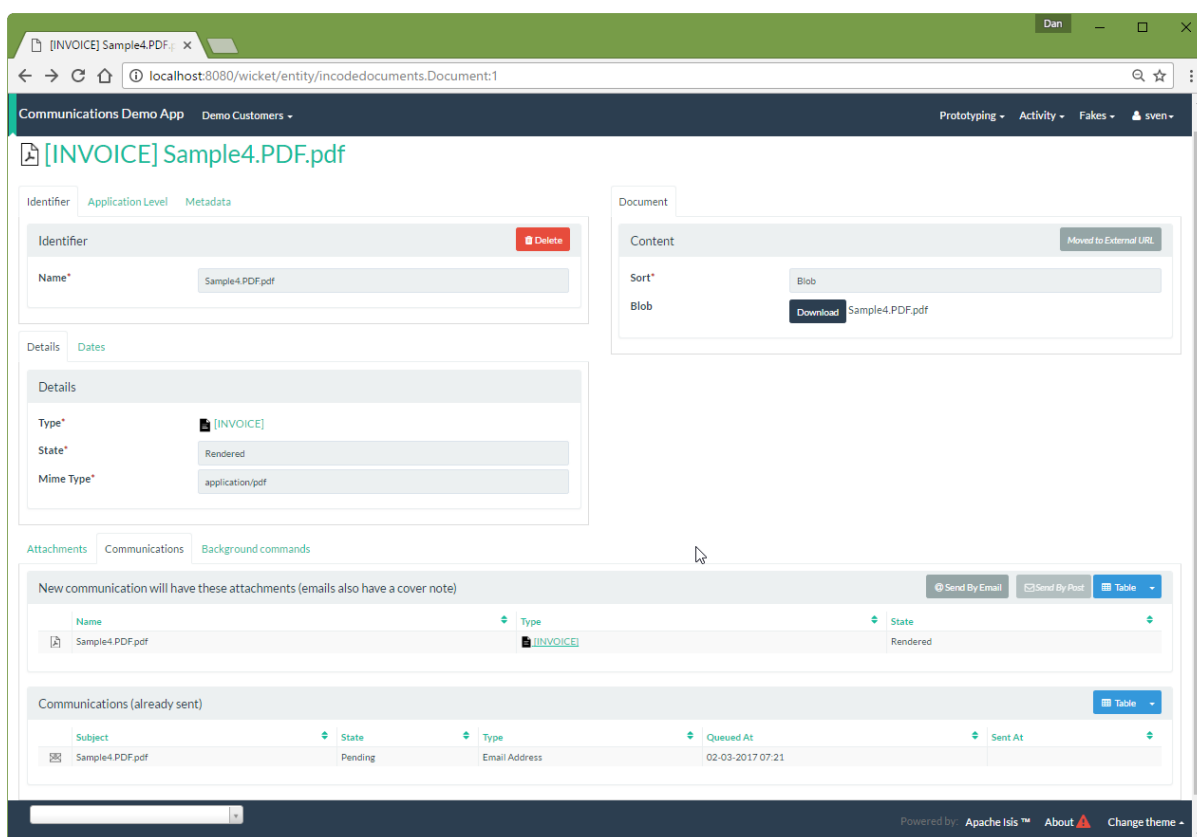 Dan
[INVOICE] Sample4.PDF.p
localhost:8080/wicket/entity/incodedocuments.Document:1
Communications Demo App Demo Customers Prototyping Activity Fakes sven
[INVOICE] Sample4.PDF.pdf
Identifier Application Level Metadata
Identifier Delete
Name* Sample4.PDF.pdf
Document
Content Moved to External URL
Sort* Blob
Blob Download Sample4.PDF.pdf
Details Dates
Details
Type* [INVOICE]
State* Rendered
Mime Type* application/pdf
Attachments Communications Background commands
New communication will have these attachments (emails also have a cover note) @ Send By Email Send By Post Table
Name Type State
Sample4.PDF.pdf [INVOICE] Rendered
Communications (already sent) Table
Subject State Type Queued At Sent At
Sample4.PDF.pdf Pending Email Address 02-03-2017 07:21
Powered by: Apache Isis ™ About Change theme